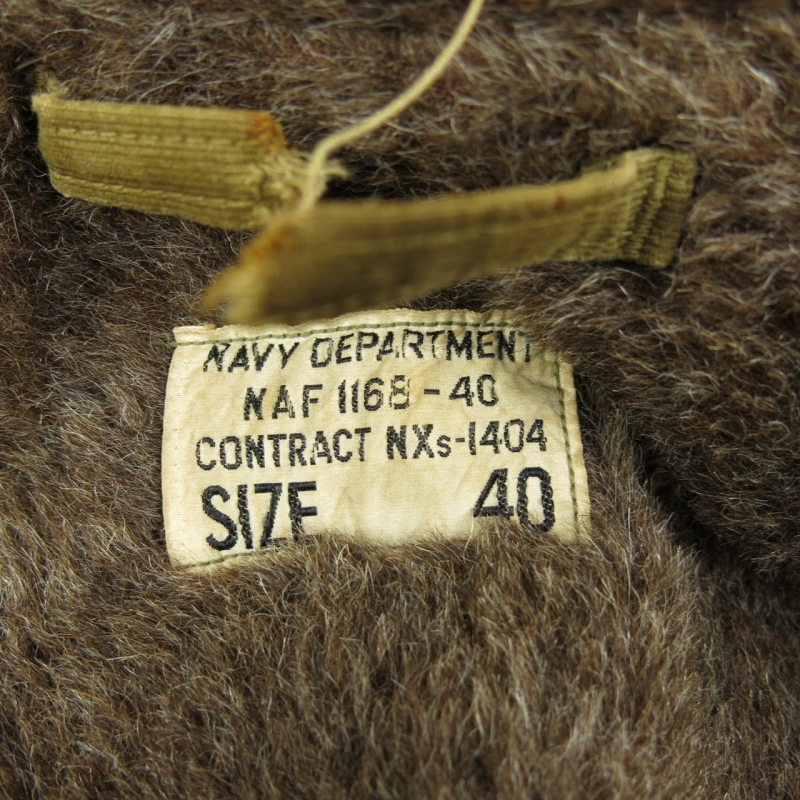 NAVY DEPARTMENT
NAF 1168-40
CONTRACT NXs-1404
SIZE 40